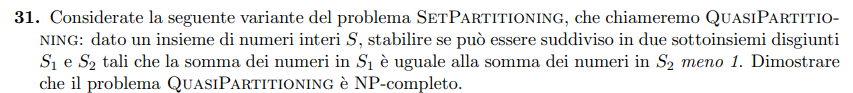 31. Considerate la seguente variante del problema SETPARTITIONING, che chiameremo QUASIPARTITIO-
NING: dato un insieme di numeri interi S, stabilire se può essere suddiviso in due sottoinsiemi disgiunti
S₁ e S₂ tali che la somma dei numeri in S₁ è uguale alla somma dei numeri in S₂ meno 1. Dimostrare
che il problema QUASIPARTITIONING è NP-completo.